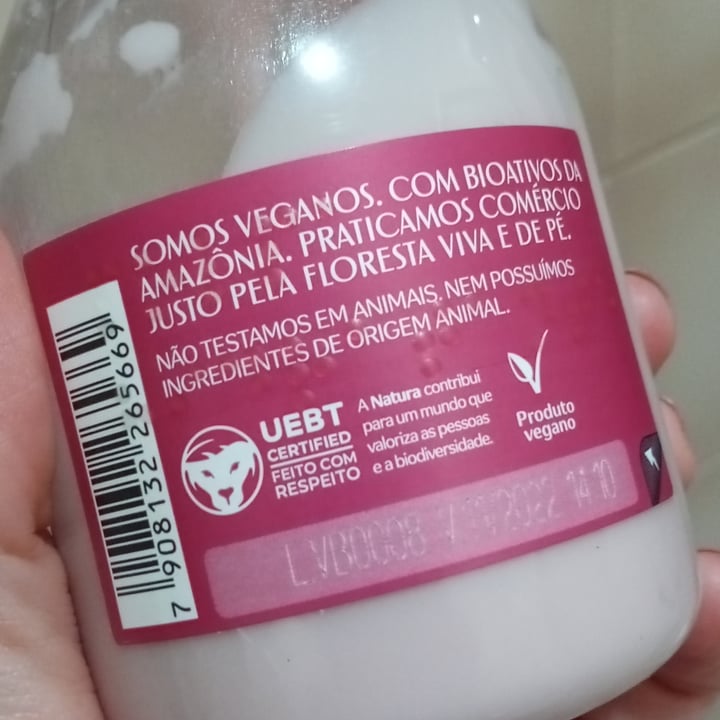 SOMOS VEGANOS. COM BIOATIVOS DA
AMAZÔNIA. PRATICAMOS COMÉRCIO
JUSTO PELA FLORESTA VIVA E DE PÉ.
NÃO TESTAMOS EM ANIMAIS, NEM POSSUÍMOS
INGREDIENTES DE ORIGEM ANIMAL.
UEBT
CERTIFIED
FEITO COM
RESPEITO
A Natura contribui
para um mundo que
valoriza as pessoas
e a biodiversidade.
Produto
vegano
7 908132 265669
14:10